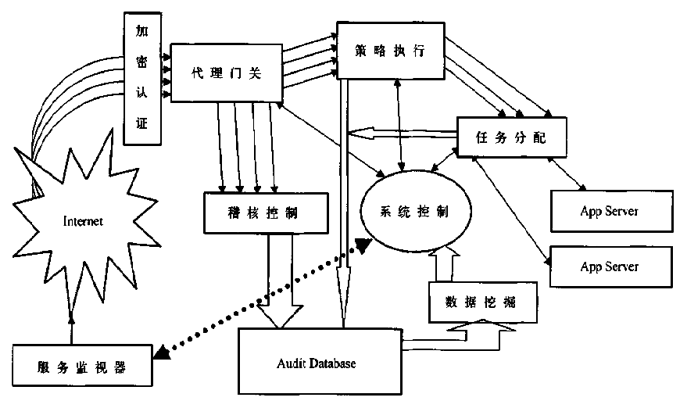 加密认证
代理门关
策略执行
任务分配
Internet
稽核控制
系统控制
App Server
App Server
数据挖掘
服务监视器
Audit Database